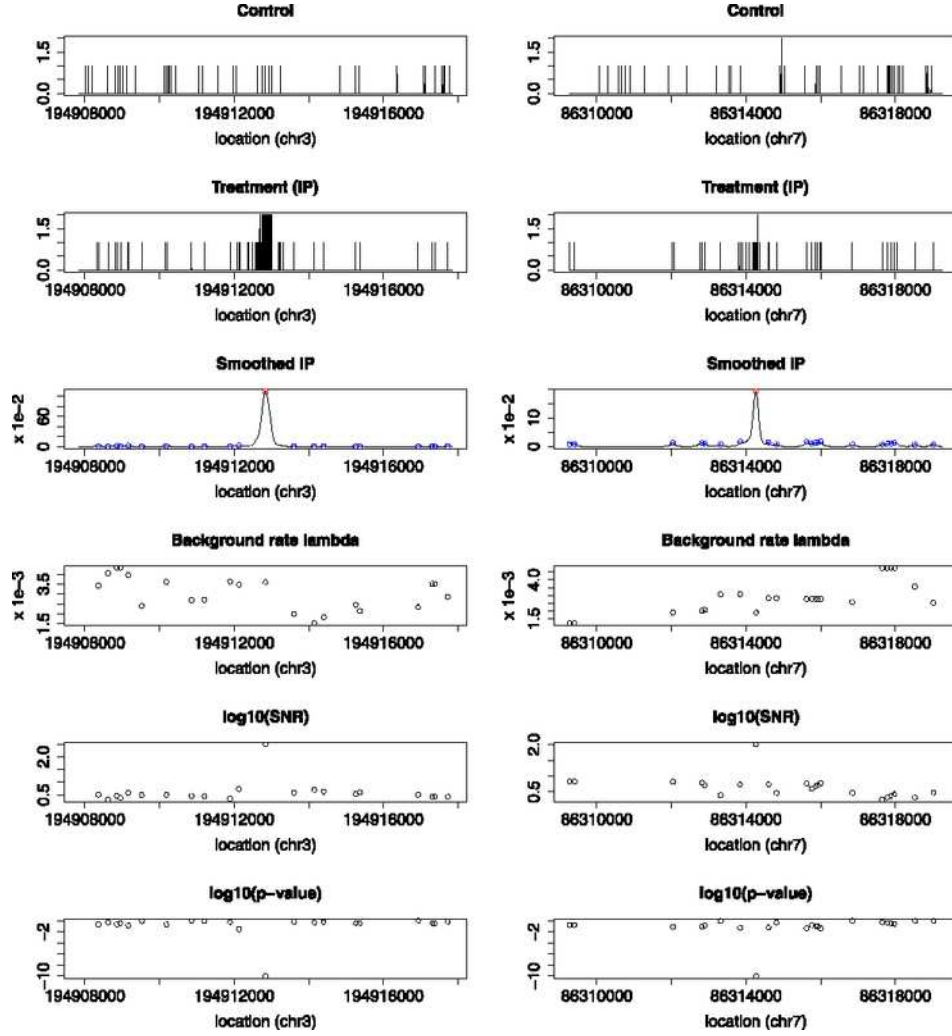 Control
0.0 1.5
194908000 194912000 194916000
location (chr3)
Control
0.0 1.5
86310000 86314000 86318000
location (chr7)
Treatment (IP)
0.0 1.5
194908000 194912000 194916000
location (chr3)
Treatment (IP)
0.0 1.5
86310000 86314000 86318000
location (chr7)
Smoothed IP
x 1e-2
0 60
194908000 194912000 194916000
location (chr3)
Smoothed IP
x 1e-2
0 10
86310000 86314000 86318000
location (chr7)
Background rate lambda
x 1e-3
1.5 3.5
194908000 194912000 194916000
location (chr3)
Background rate lambda
x 1e-3
1.5 4.0
86310000 86314000 86318000
location (chr7)
log10(SNR)
0.5 2.0
194908000 194912000 194916000
location (chr3)
log10(SNR)
0.5 2.0
86310000 86314000 86318000
location (chr7)
log10(p-value)
-10 -2
194908000 194912000 194916000
location (chr3)
log10(p-value)
-10 -2
86310000 86314000 86318000
location (chr7)